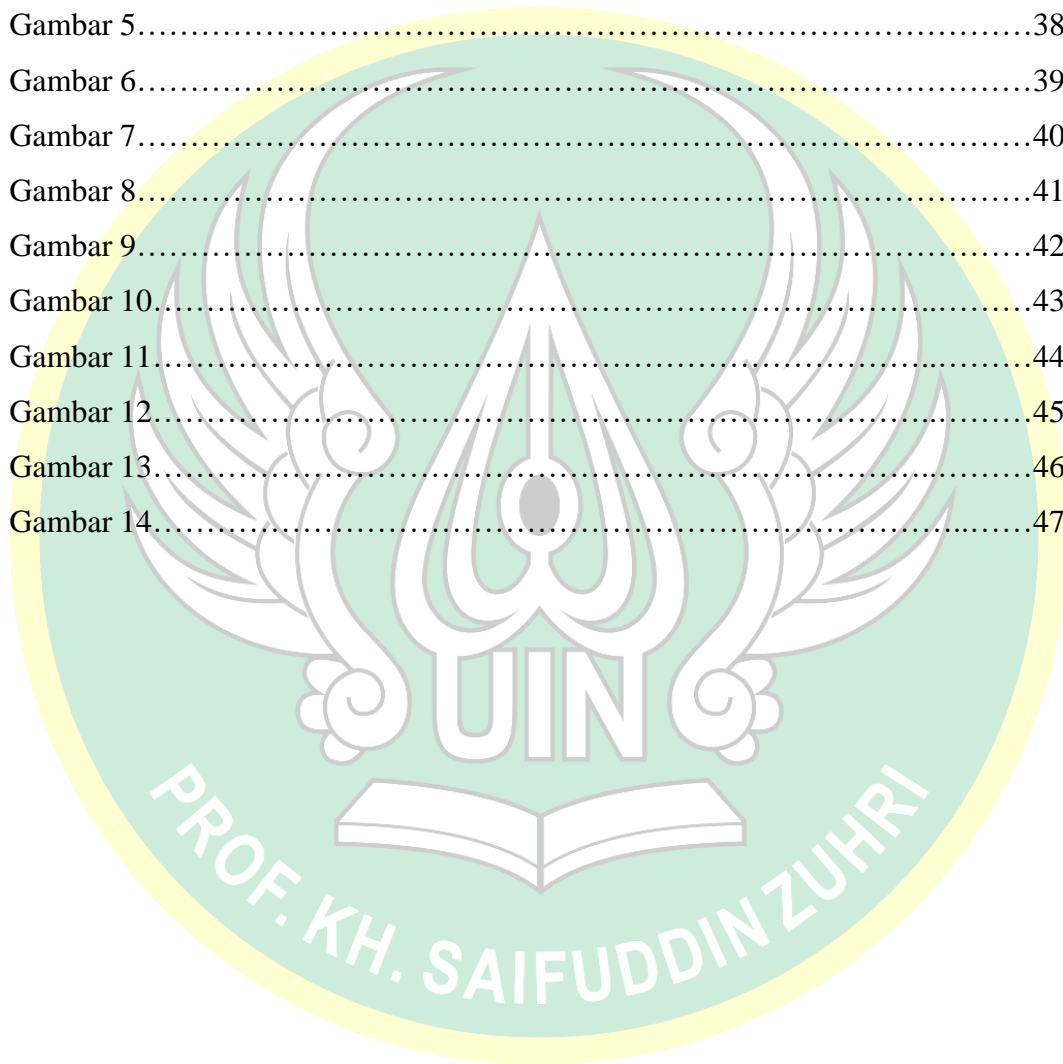 Gambar 5……………………………………………………………………………38
Gambar 6……………………………………………………………………………39
Gambar 7……………………………………………………………………………40
Gambar 8……………………………………………………………………………41
Gambar 9……………………………………………………………………………42
Gambar 10…………………………………………………………………..………43
Gambar 11…………………………………………………………………..………44
Gambar 12…………………………………………………………………..………45
Gambar 13…………………………………………………………………..………46
Gambar 14……………………………………………………………………..……47
UIN
PROF. KH. SAIFUDDIN ZUHRI